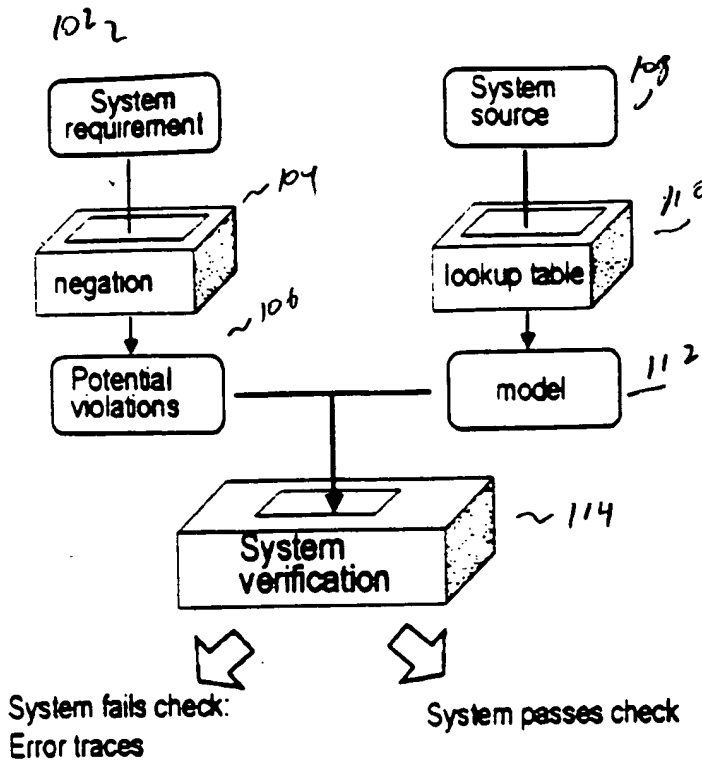 102
System
requirement
104
negation
106
Potential
violations
System
source
108
110
lookup table
model
112
System
verification
114
System fails check:
Error traces
System passes check